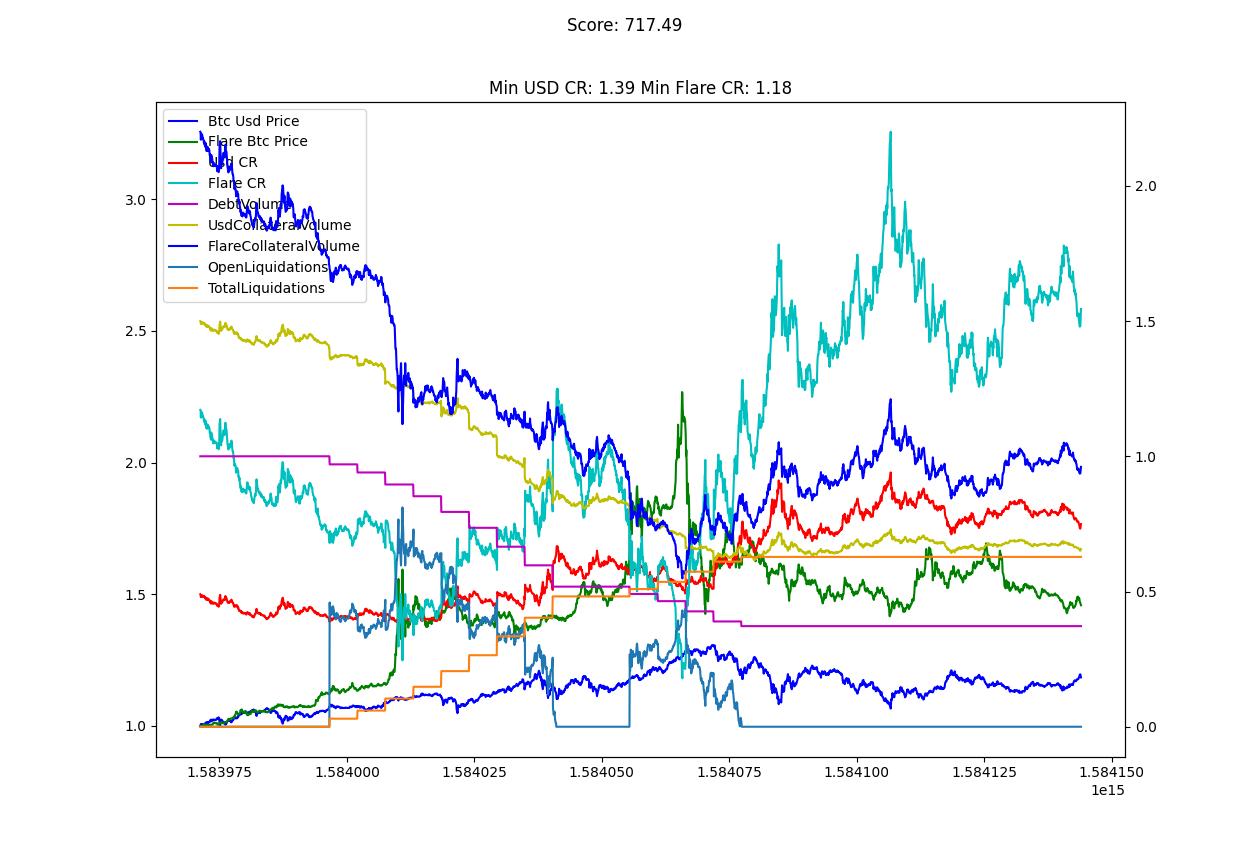 Score: 717.49
Min USD CR: 1.39 Min Flare CR: 1.18
Btc Usd Price
Flare Btc Price
Usd CR
Flare CR
DebtVolume
UsdCollateralVolume
FlareCollateralVolume
OpenLiquidations
TotalLiquidations
3.0
2.5
2.0
1.5
1.0
2.0
1.5
1.0
0.5
0.0
1.583975 1.584000 1.584025 1.584050 1.584075 1.584100 1.584125 1.584150
1e15